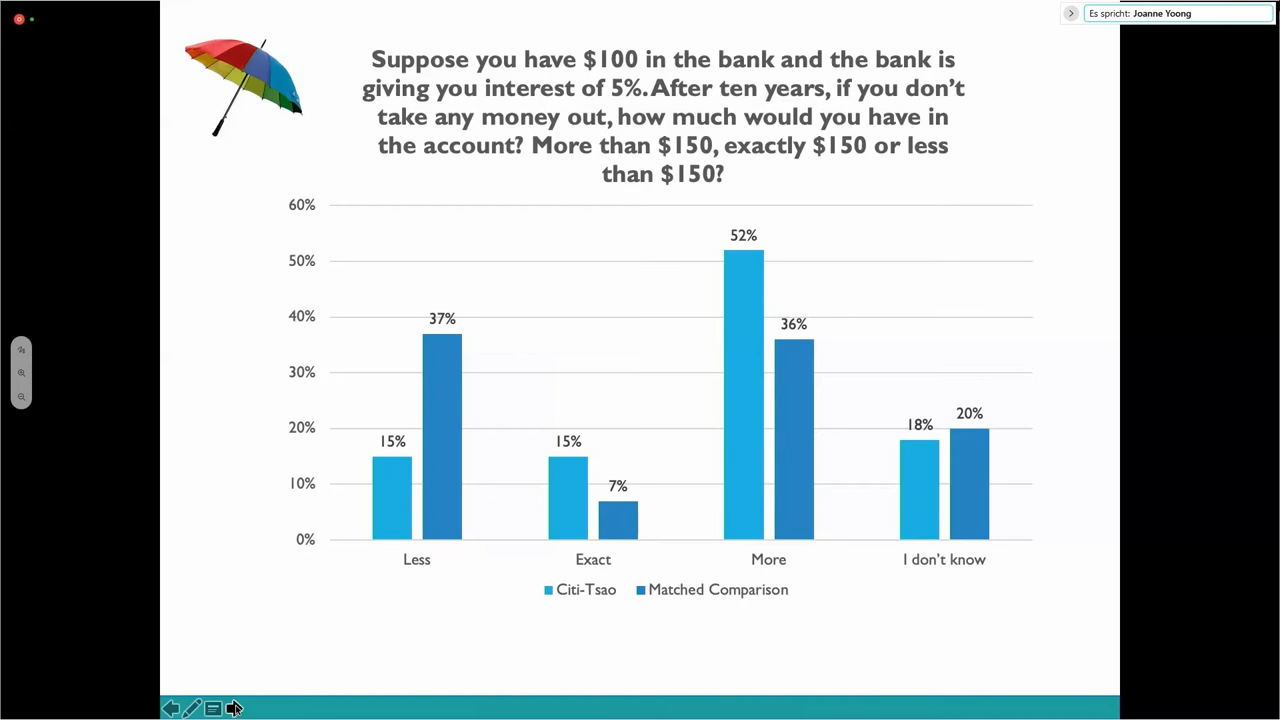 Es spricht: Joanne Yoong
Suppose you have $100 in the bank and the bank is
giving you interest of 5%. After ten years, if you don't
take any money out, how much would you have in
the account? More than $150, exactly $150 or less
than $150?
60%
50%
40%
30%
20%
10%
0%
15%
37%
15%
7%
52%
36%
18%
20%
Less
Exact
More
I don't know
Citi-Tsao
Matched Comparison